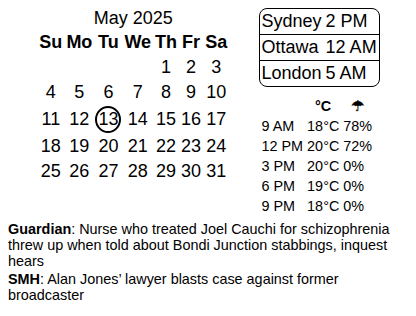 May 2025
Su Mo Tu We Th Fr Sa
1 2 3
4 5 6 7 8 9 10
11 12 13 14 15 16 17
18 19 20 21 22 23 24
25 26 27 28 29 30 31
Sydney 2 PM
Ottawa 12 AM
London 5 AM
°C ☂
9 AM 18°C 78%
12 PM 20°C 72%
3 PM 20°C 0%
6 PM 19°C 0%
9 PM 18°C 0%
Guardian: Nurse who treated Joel Cauchi for schizophrenia
threw up when told about Bondi Junction stabbings, inquest
hears
SMH: Alan Jones’ lawyer blasts case against former
broadcaster